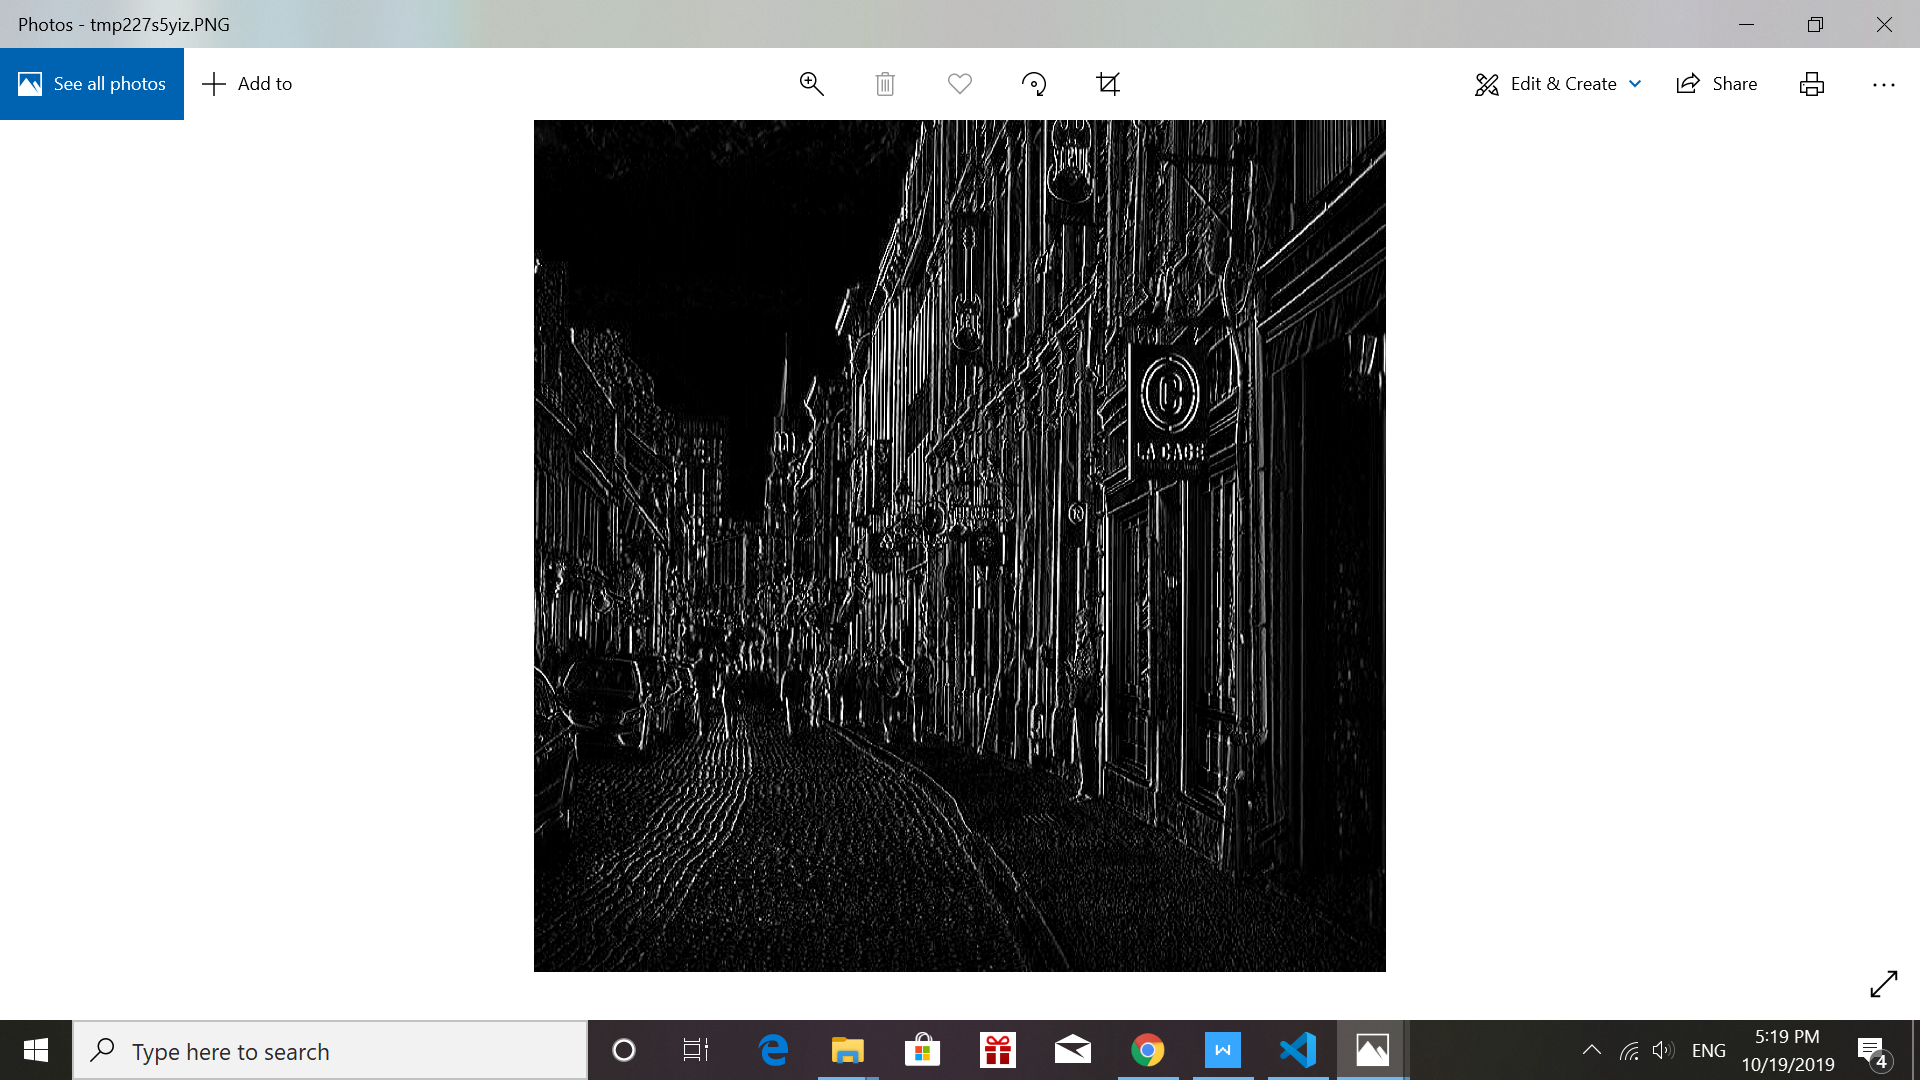 Photos - tmp227s5yiz.PNG
See all photos
Add to
Edit & Create
Share
C
LA CAGE
R
Type here to search
ENG
5:19 PM
10/19/2019
4